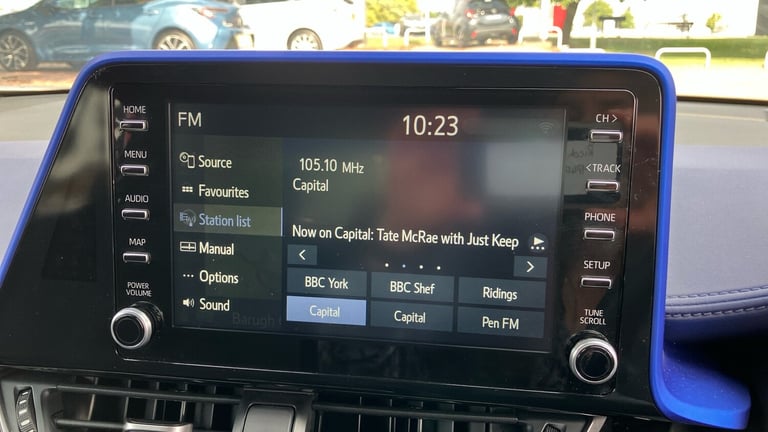 HOME
MENU
AUDIO
MAP
POWER
VOLUME
FM
10:23
Source
Favourites
Station list
Manual
Options
Sound
105.10 MHz
Capital
Now on Capital: Tate McRae with Just Keep
BBC York
BBC Shef
Ridings
Capital
Capital
Pen FM
CH >
< TRACK
PHONE
SETUP
TUNE
SCROLL